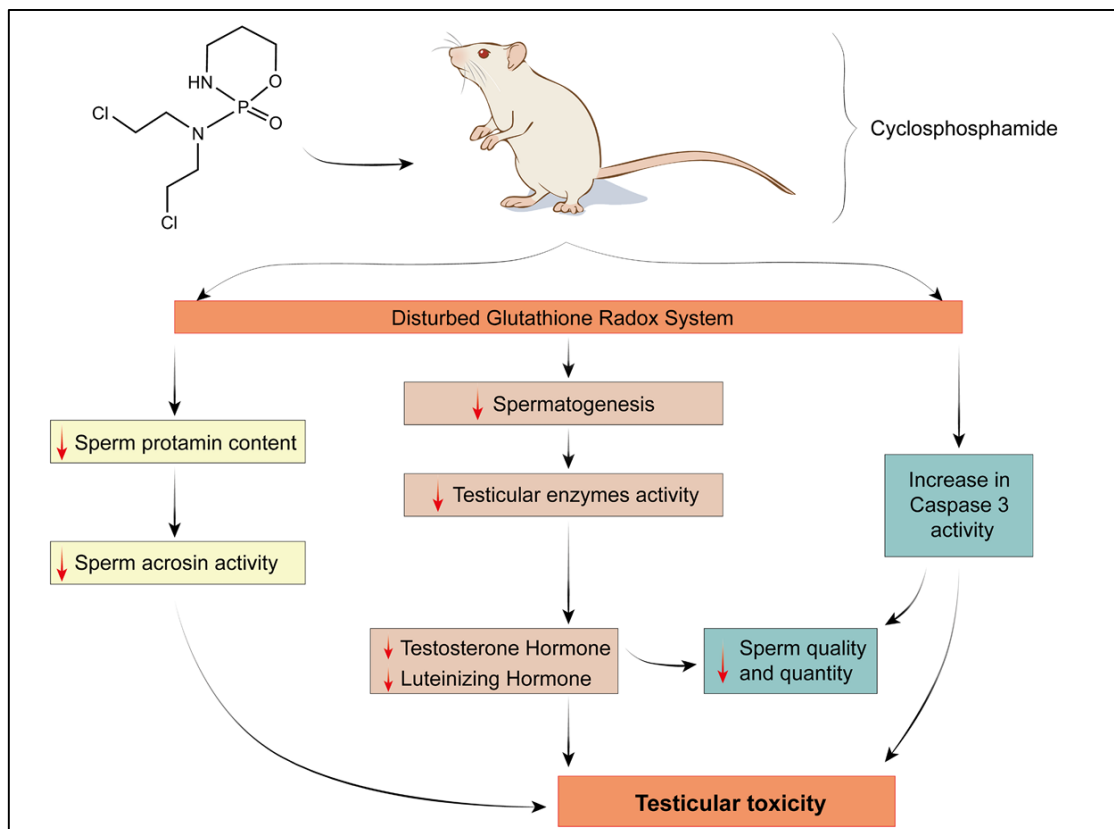 HN
O
P
O
N
Cl
Cl
Cyclosphosphamide
Disturbed Glutathione Radox System
Spermatogenesis
Sperm protamin content
Testicular enzymes activity
Increase in
Caspase 3
activity
Sperm acrosin activity
Testosterone Hormone
Luteinizing Hormone
Sperm quality
and quantity
Testicular toxicity